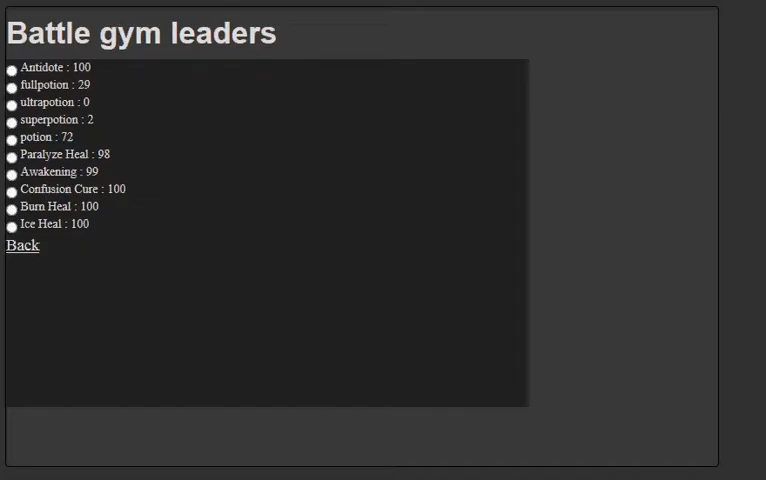 Battle gym leaders
Antidote : 100
fullpotion : 29
ultrapotion : 0
superpotion : 2
potion : 72
Paralyze Heal : 98
Awakening : 99
Confusion Cure : 100
Burn Heal : 100
Ice Heal : 100
Back